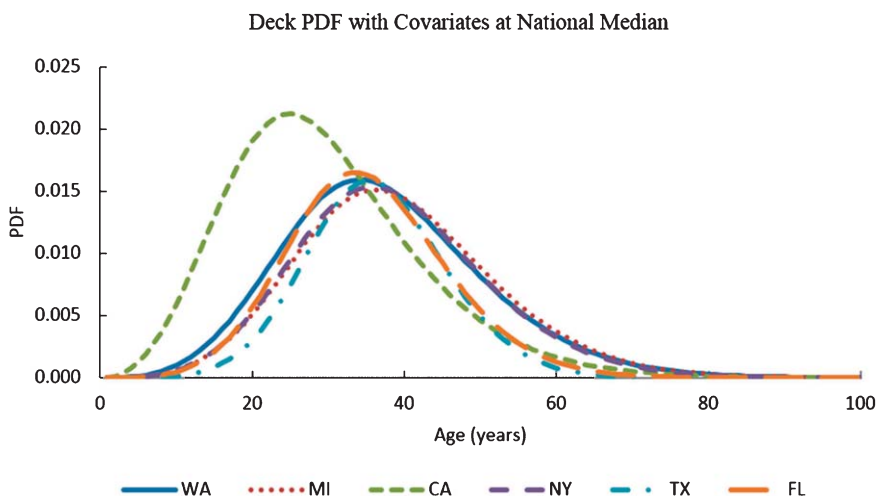 Deck PDF with Covariates at National Median
0.025
0.020
0.015
0.010
0.005
0.000
PDF
0 20 40 60 80 100
Age (years)
WA MI CA NY TX FL